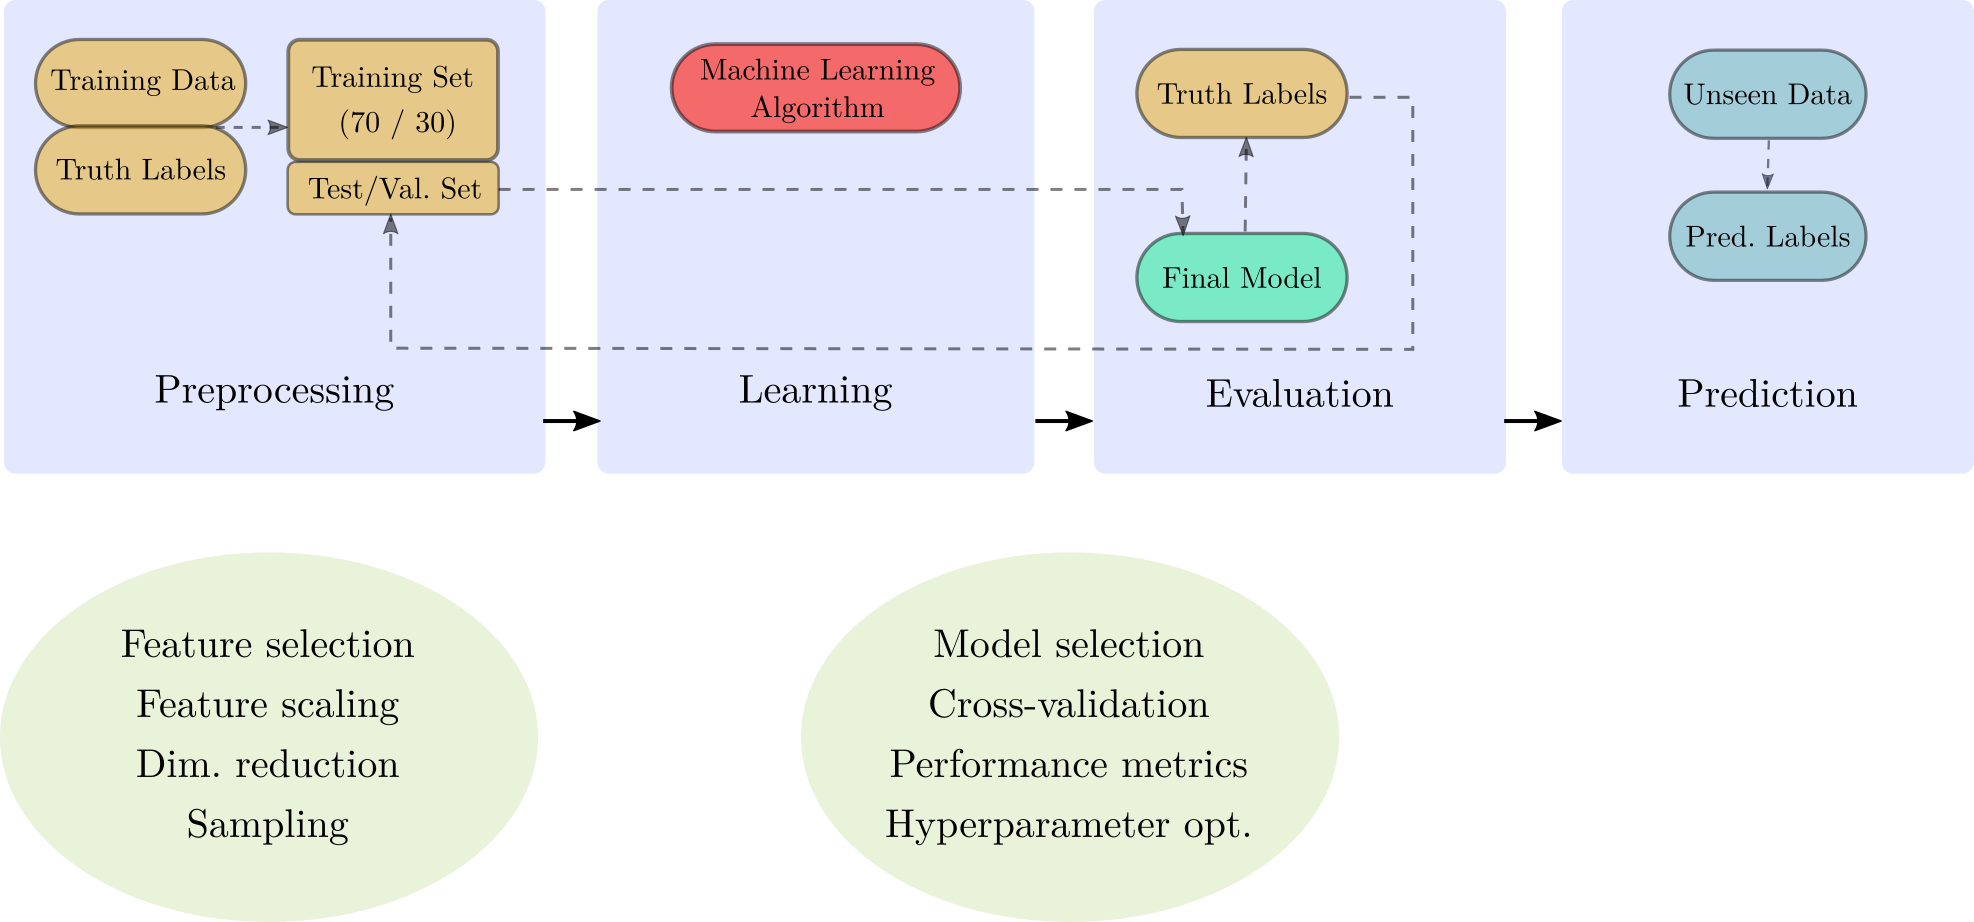 Training Data
Truth Labels
Training Set
(70 / 30)
Test/Val. Set
Preprocessing
Machine Learning
Algorithm
Learning
Truth Labels
Final Model
Evaluation
Unseen Data
Pred. Labels
Prediction
Feature selection
Feature scaling
Dim. reduction
Sampling
Model selection
Cross-validation
Performance metrics
Hyperparameter opt.